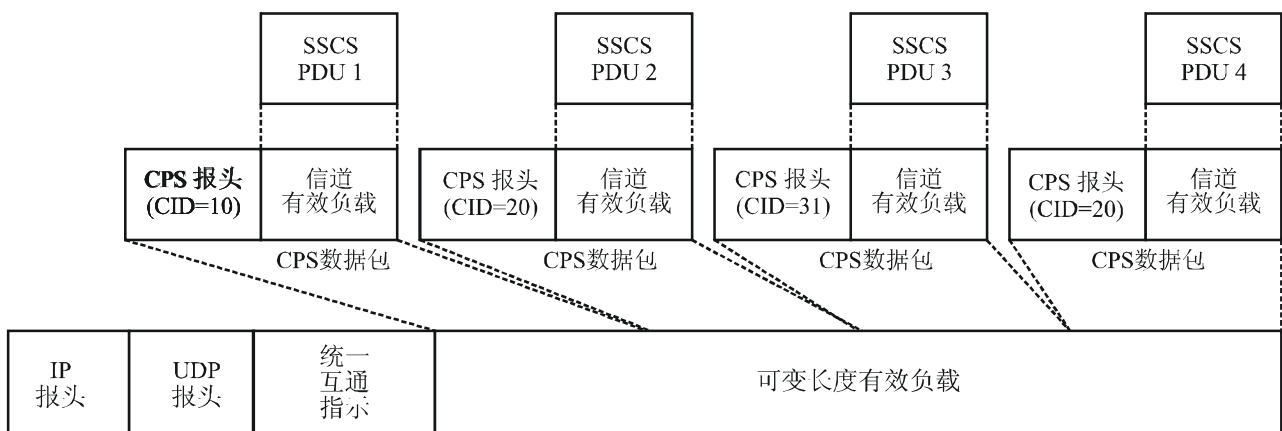 SSCS
PDU 1
SSCS
PDU 2
SSCS
PDU 3
SSCS
PDU 4
CPS 报头
(CID=10)
信道
有效负载
CPS 报头
(CID=20)
信道
有效负载
CPS 报头
(CID=31)
信道
有效负载
CPS 报头
(CID=20)
信道
有效负载
CPS数据包
CPS数据包
CPS数据包
CPS数据包
IP
报头
UDP
报头
统一
互通
指示
可变长度有效负载